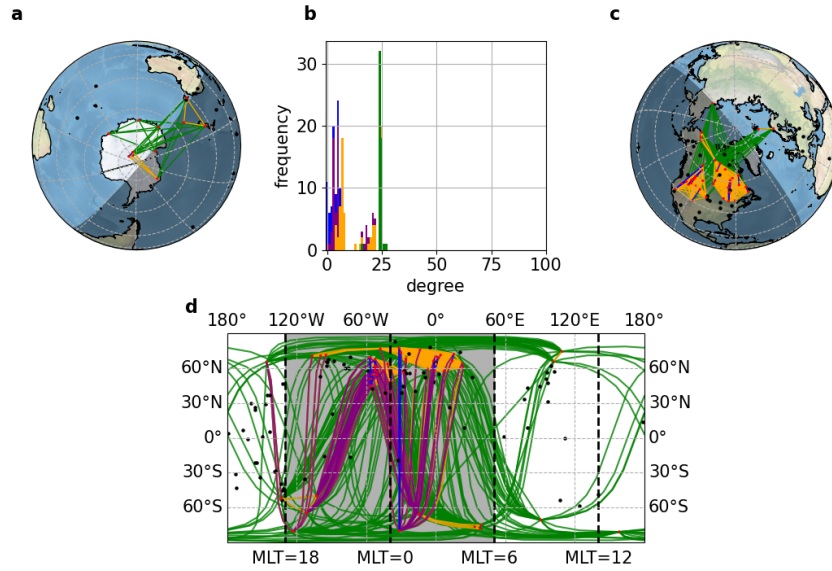 a
b
c
30
20
10
0
frequency
0 25 50 75 100
degree
d
180° 120°W 60°W 0° 60°E 120°E 180°
60°N 60°N
30°N 30°N
0° 0°
30°S 30°S
60°S 60°S
MLT=18 MLT=0 MLT=6 MLT=12